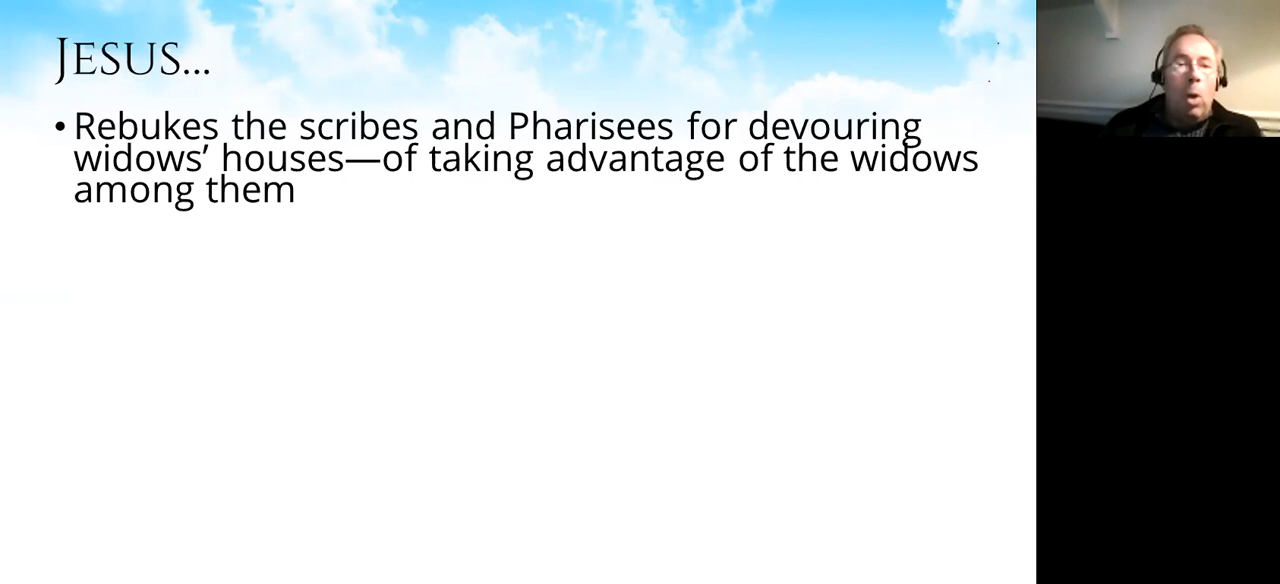 Jesus...
• Rebukes the scribes and Pharisees for devouring
widows’ houses—of taking advantage of the widows
among them